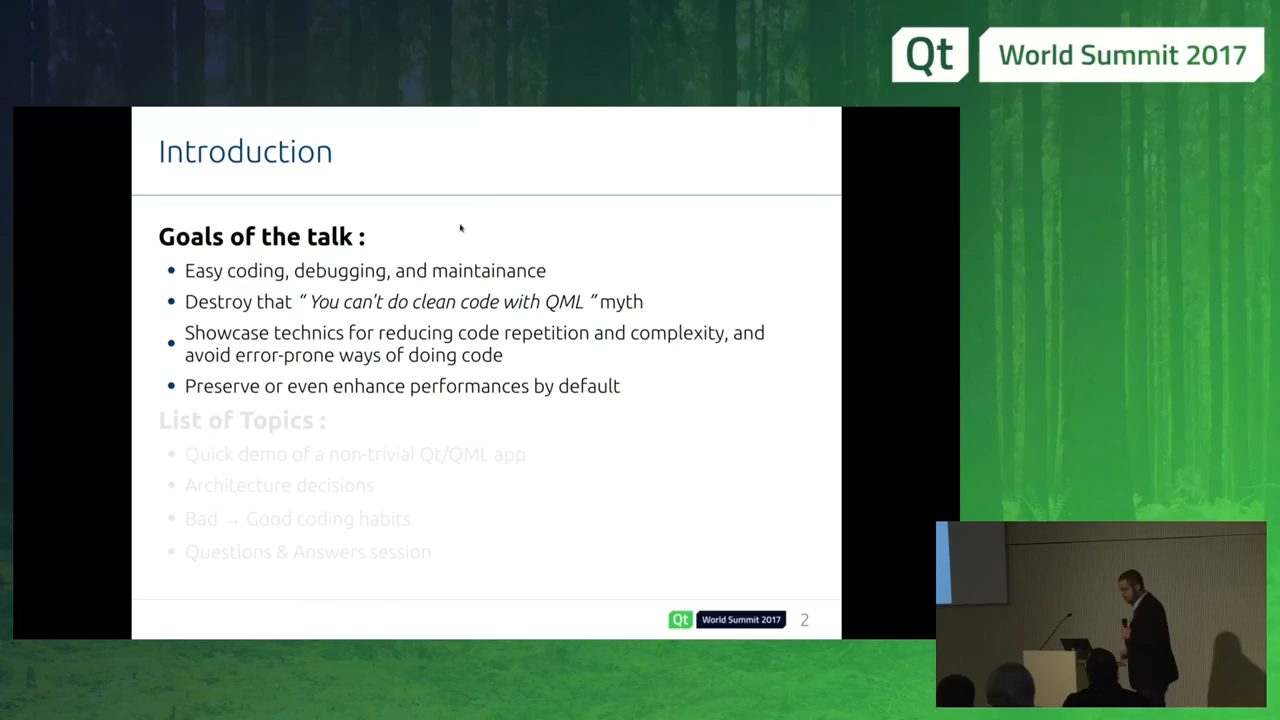 Qt World Summit 2017
Introduction
Goals of the talk :
• Easy coding, debugging, and maintainance
• Destroy that “ You can't do clean code with QML ” myth
• Showcase technics for reducing code repetition and complexity, and
avoid error-prone ways of doing code
• Preserve or even enhance performances by default
List of Topics :
• Quick demo of a non-trivial Qt/QML app
• Architecture decisions
• Bad → Good coding habits
• Questions & Answers session
Qt World Summit 2017 2